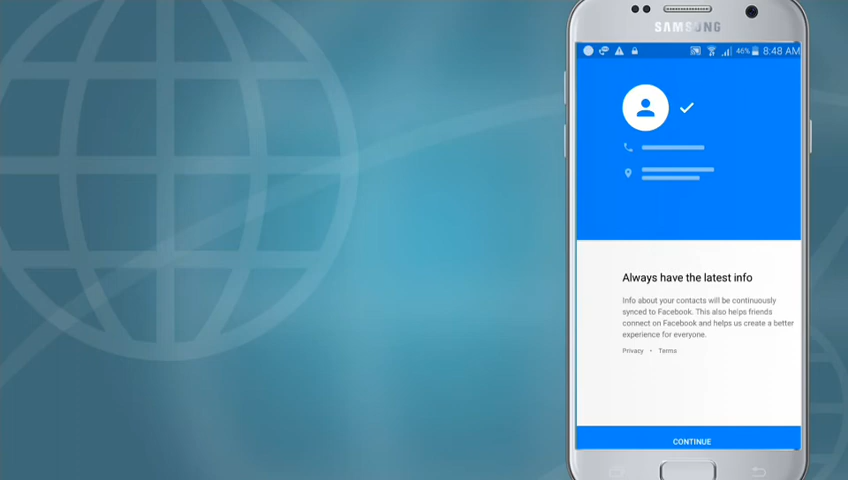 SAMSUNG
46% 8:48 AM
Always have the latest info
Info about your contacts will be continuously
synced to Facebook. This also helps friends
connect on Facebook and helps us create a better
experience for everyone.
Privacy • Terms
CONTINUE